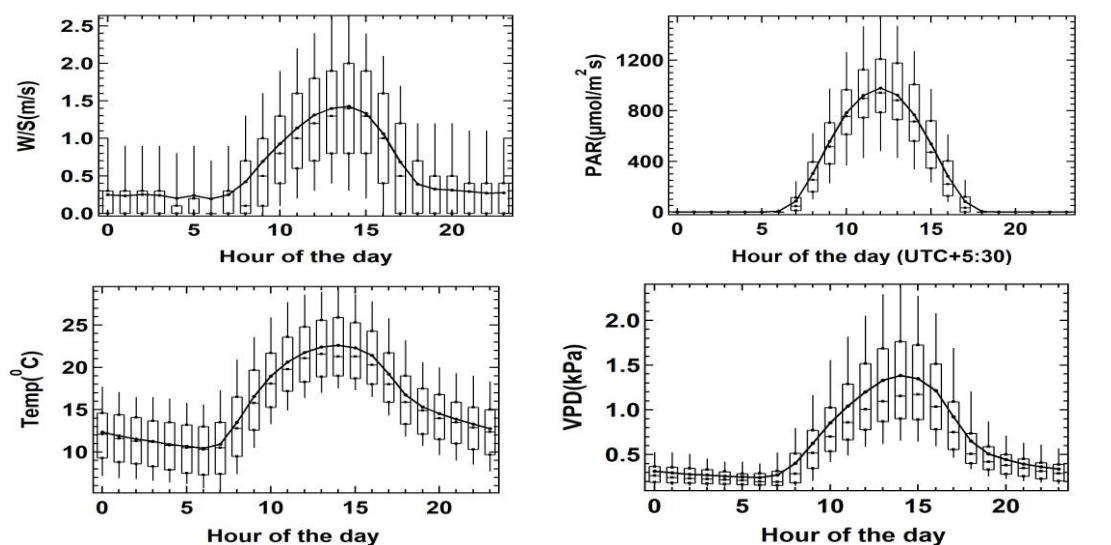 W/S(m/s)
2.5
2.0
1.5
1.0
0.5
0.0
0 5 10 15 20
Hour of the day
PAR(µmol/m²s)
1200
800
400
0
0 5 10 15 20
Hour of the day (UTC+5:30)
Temp(⁰C)
25
20
15
10
0 5 10 15 20
Hour of the day
VPD(kPa)
2.0
1.5
1.0
0.5
0 5 10 15 20
Hour of the day